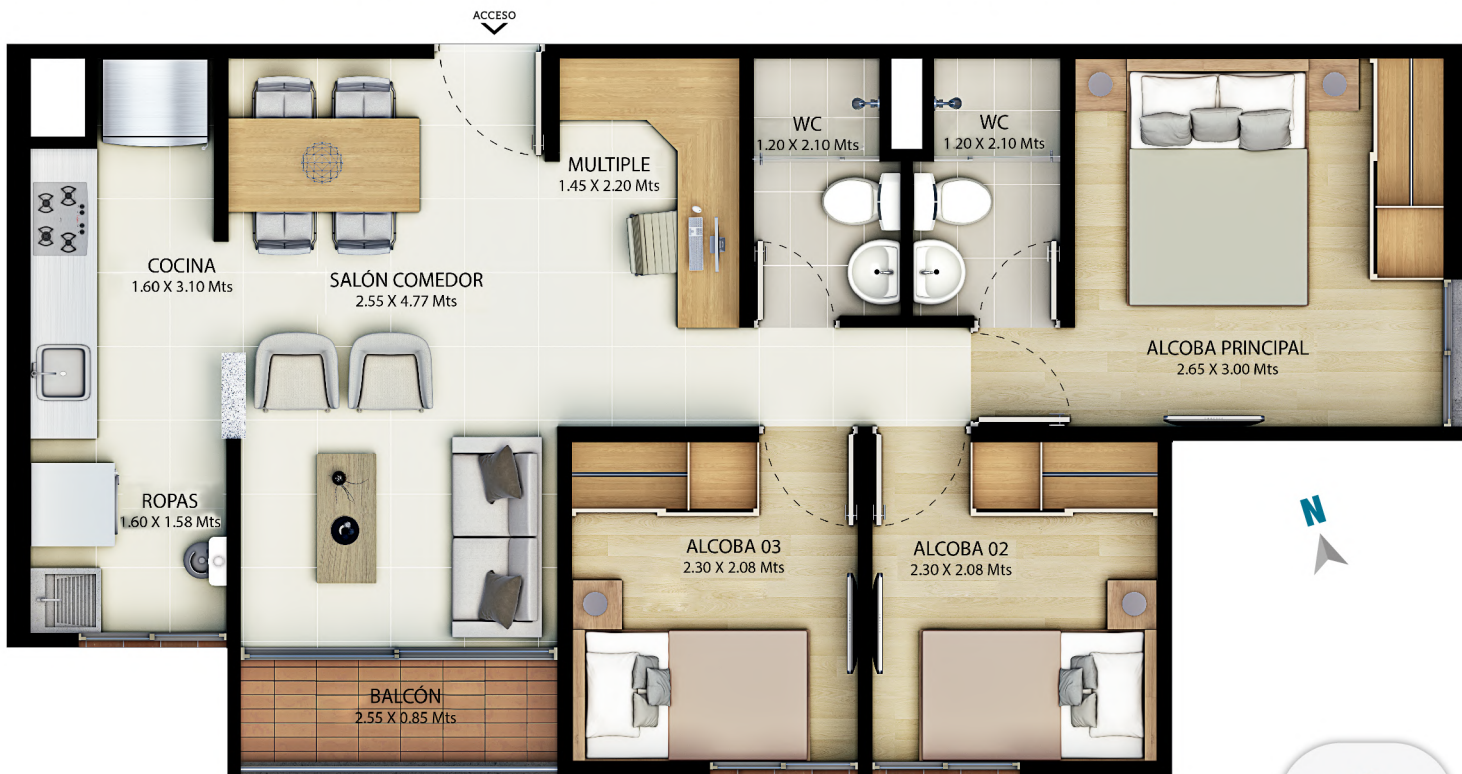 ACCESO
WC
1.20 X 2.10 Mts
WC
1.20 X 2.10 Mts
MULTIPLE
1.45 X 2.20 Mts
COCINA
1.60 X 3.10 Mts
SALÓN COMEDOR
2.55 X 4.77 Mts
ALCOBA PRINCIPAL
2.65 X 3.00 Mts
ROPAS
1.60 X 1.58 Mts
ALCOBA 03
2.30 X 2.08 Mts
ALCOBA 02
2.30 X 2.08 Mts
N
BALCÓN
2.55 X 0.85 Mts